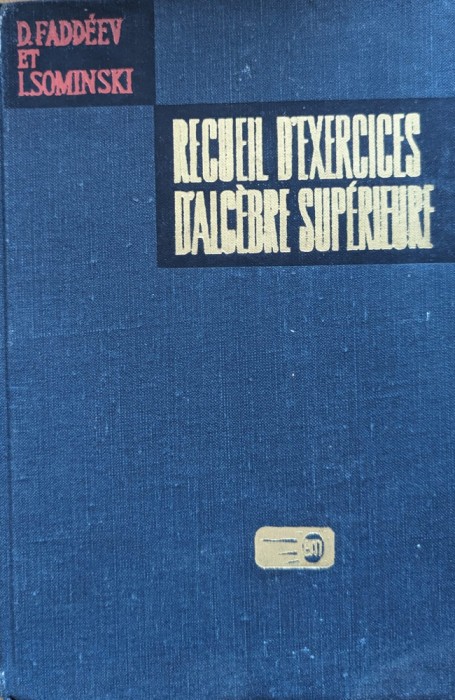 D. FADDÉEV
ET
I. SOMINSKI
RECUEIL D'EXERCICES
D'ALGÈBRE SUPÉRIEURE